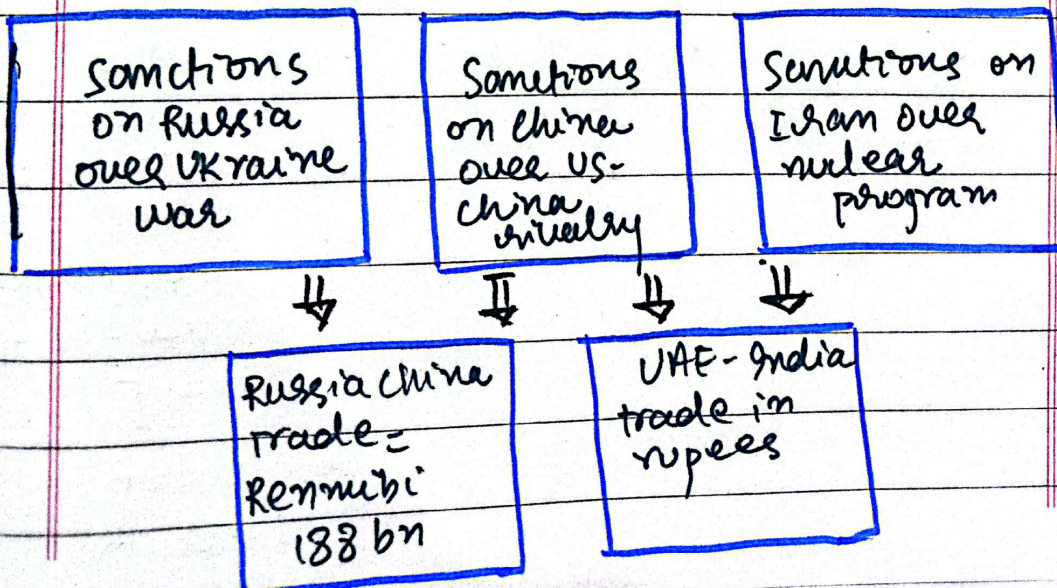 Sanctions
on Russia
over UKraine
war
Sanctions
on China
over US-
China
rivalry
Sanctions on
Iran over
nuclear
program
Russia China
trade =
Renmibi
188 bn
UAE-India
trade in
rupees